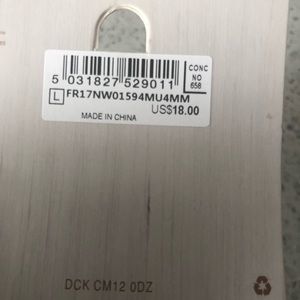 5 031827 529011
CONC
NO
658
L FR17NW01594MU4MM
US$18.00
MADE IN CHINA
DCK CM12 0DZ